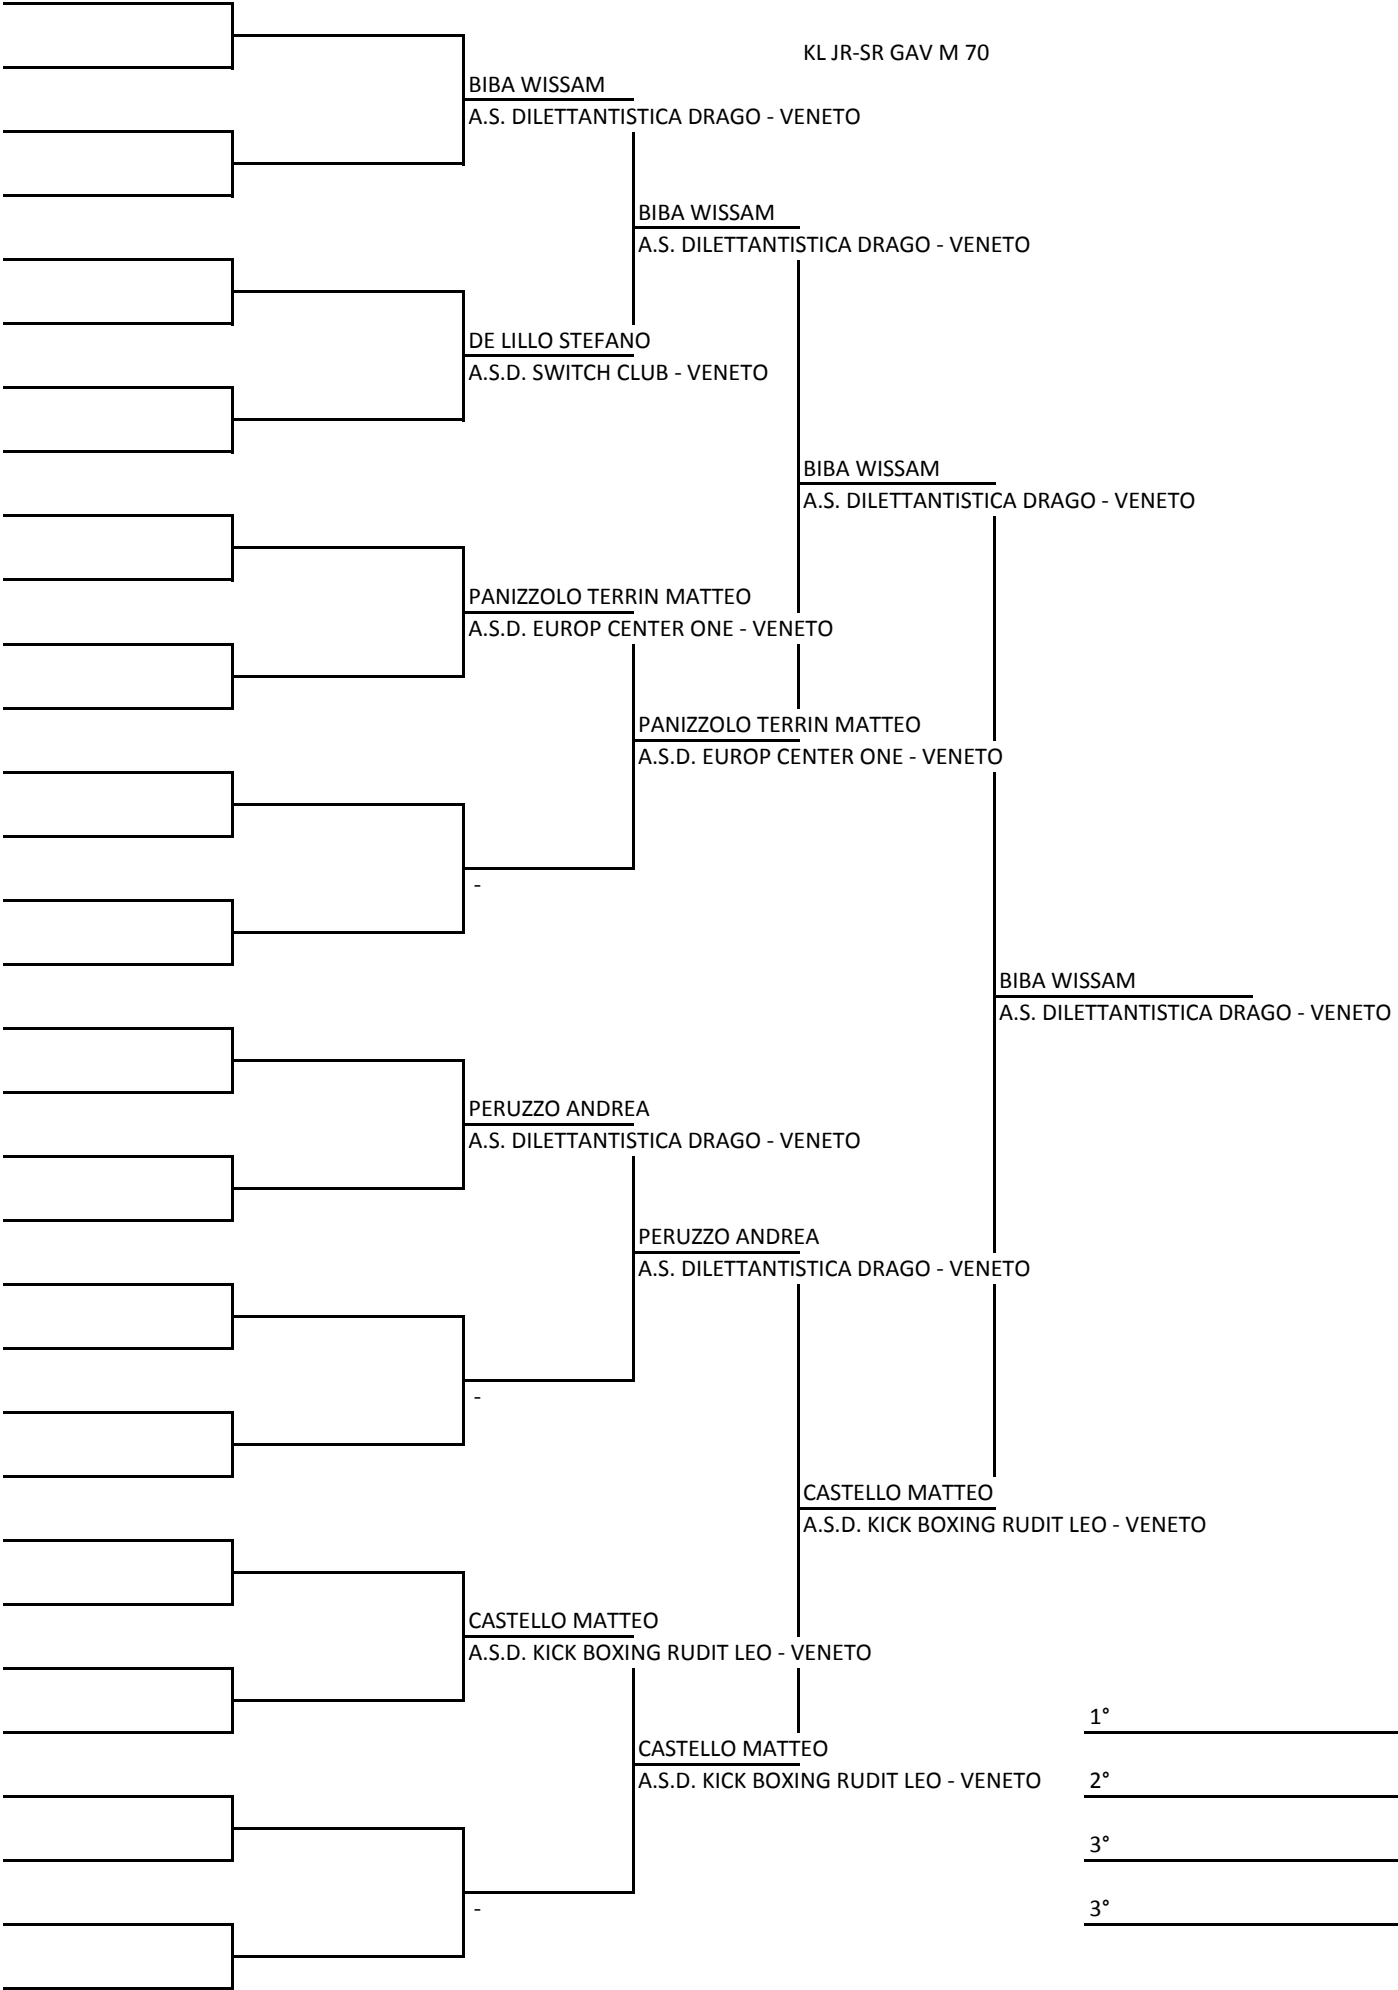 KL JR-SR GAV M 70
BIBA WISSAM
A.S. DILETTANTISTICA DRAGO - VENETO
BIBA WISSAM
A.S. DILETTANTISTICA DRAGO - VENETO
DE LILLO STEFANO
A.S.D. SWITCH CLUB - VENETO
BIBA WISSAM
A.S. DILETTANTISTICA DRAGO - VENETO
PANIZZOLO TERRIN MATTEO
A.S.D. EUROP CENTER ONE - VENETO
PANIZZOLO TERRIN MATTEO
A.S.D. EUROP CENTER ONE - VENETO
-
BIBA WISSAM
A.S. DILETTANTISTICA DRAGO - VENETO
PERUZZO ANDREA
A.S. DILETTANTISTICA DRAGO - VENETO
PERUZZO ANDREA
A.S. DILETTANTISTICA DRAGO - VENETO
-
CASTELLO MATTEO
A.S.D. KICK BOXING RUDIT LEO - VENETO
CASTELLO MATTEO
A.S.D. KICK BOXING RUDIT LEO - VENETO
1°
CASTELLO MATTEO
A.S.D. KICK BOXING RUDIT LEO - VENETO
2°
3°
-
3°